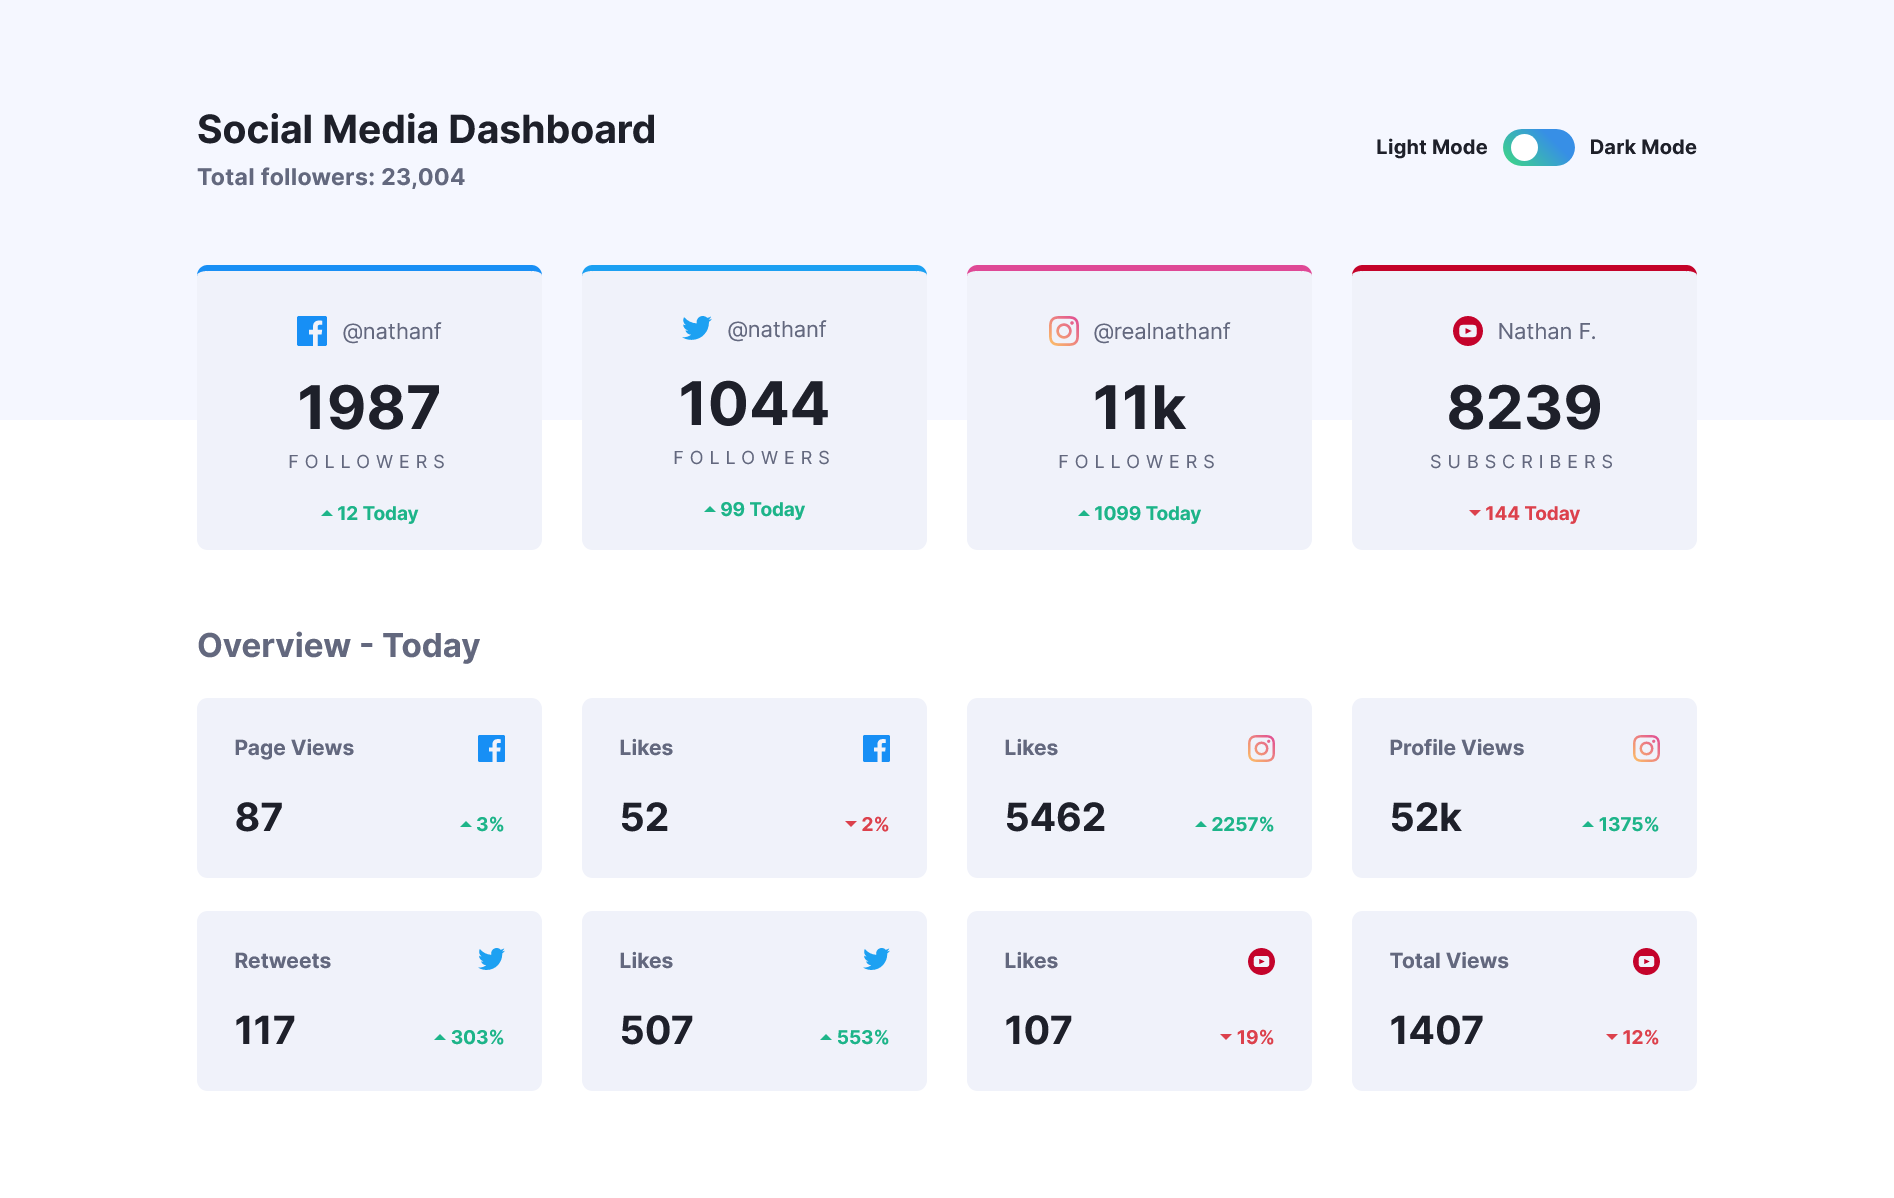 Social Media Dashboard
Total followers: 23,004
Light Mode Dark Mode
@nathanf
1987
FOLLOWERS
12 Today
@nathanf
1044
FOLLOWERS
99 Today
@realnathanf
11k
FOLLOWERS
1099 Today
Nathan F.
8239
SUBSCRIBERS
144 Today
Overview - Today
Page Views
87
3%
Likes
52
2%
Likes
5462
2257%
Profile Views
52k
1375%
Retweets
117
303%
Likes
507
553%
Likes
107
19%
Total Views
1407
12%